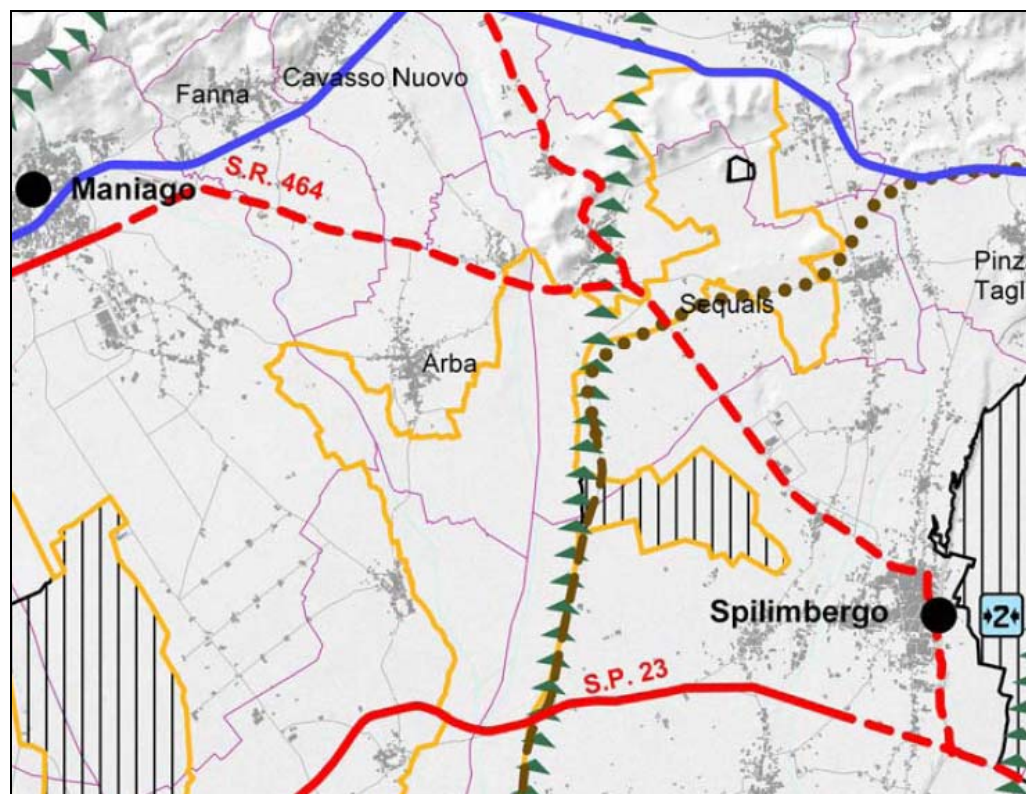 Cavasso Nuovo
Fanna
S.R. 464
Maniago
Pinz
Tagl
Sequals
Arba
Spilimbergo
2
S.P. 23